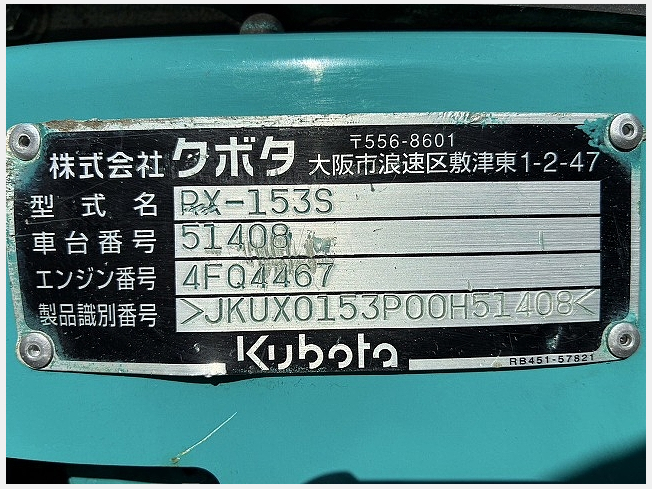 株式会社 クボタ 〒556-8601
大阪市浪速区敷津東1-2-47
型式名 RX-153S
車台番号 51408
エンジン番号 4FQ4467
製品識別番号 >JKUX0153P00H51408<
Kubota
RB451-57821